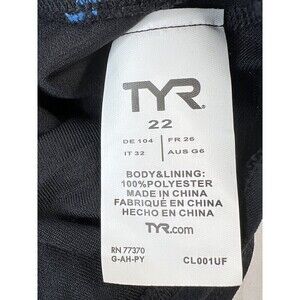 TYR
22
DE 104 FR 26
IT 32 AUS G6
BODY&LINING:
100%POLYESTER
MADE IN CHINA
FABRIQUÉ EN CHINA
HECHO EN CHINA
TYR.com
RN 77370
G-AH-PY CL001UF